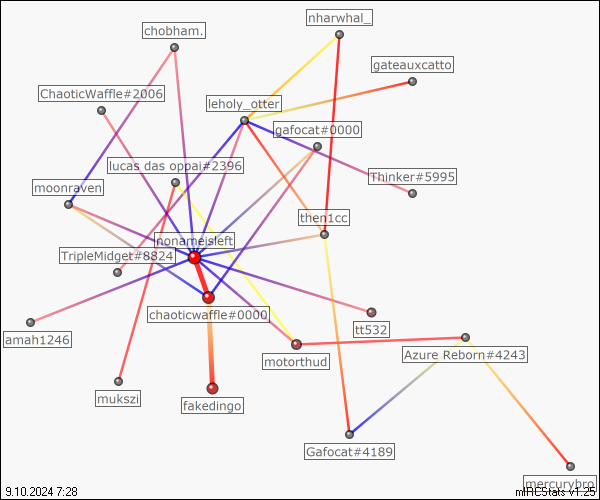 nharwhal_
chobham.
gateauxcatto
ChaoticWaffle#2006
leholy_otter
gafocat#0000
lucas das oppai#2396
Thinker#5995
moonraven
then1cc
nonameisleft
TripleMidget#8824
chaoticwaffle#0000
amah1246
tt532
motorthud
Azure Reborn#4243
mukszi
fakedingo
Gafocat#4189
mercurybro
9.10.2024 7:28
mIRCStats v1.25